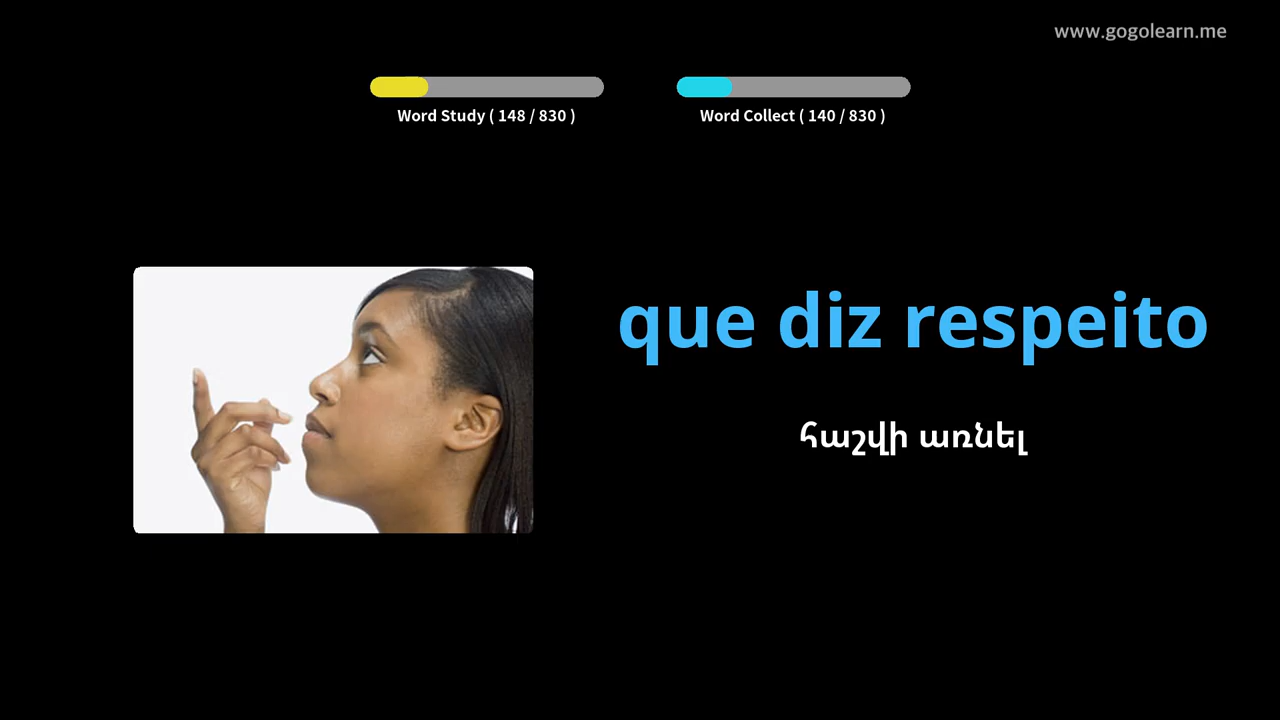 www.gogolearn.me
Word Study ( 148 / 830 )
Word Collect ( 140 / 830 )
que diz respeito
հաշվի առնել